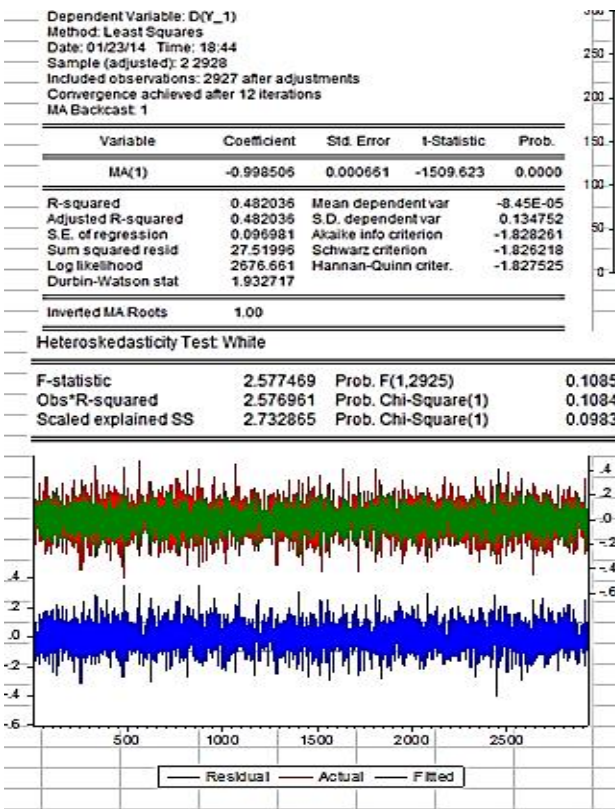 Dependent Variable: D(Y_1)
Method: Least Squares
Date: 01/23/14 Time: 18:44
Sample (adjusted): 2 2928
Included observations: 2927 after adjustments
Convergence achieved after 12 iterations
MA Backcast: 1
Variable Coefficient Std. Error t-Statistic Prob.
MA(1) -0.998506 0.000661 -1509.623 0.0000
R-squared 0.482036 Mean dependent var -8.45E-05
Adjusted R-squared 0.482036 S.D. dependent var 0.134752
S.E. of regression 0.096981 Akaike info criterion -1.828261
Sum squared resid 27.51996 Schwarz criterion -1.826218
Log likelihood 2676.661 Hannan-Quinn criter. -1.827525
Durbin-Watson stat 1.932717
Inverted MA Roots 1.00
300
250
200
150
100
50
0
Heteroskedasticity Test: White
F-statistic 2.577469 Prob. F(1,2925) 0.1085
Obs*R-squared 2.576961 Prob. Chi-Square(1) 0.1084
Scaled explained SS 2.732865 Prob. Chi-Square(1) 0.0983
.4
.2
.0
-.2
-.4
-.6
.4
.2
.0
-.2
-.4
-.6
500 1000 1500 2000 2500
Residual Actual Fitted